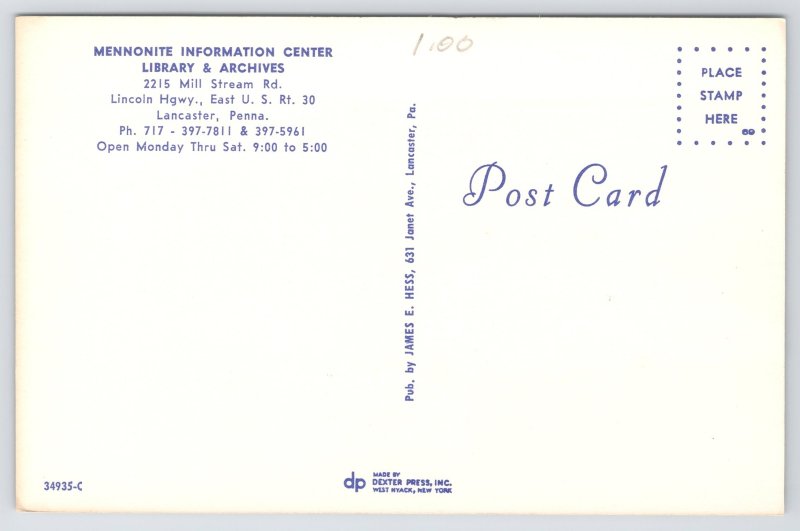 MENNONITE INFORMATION CENTER
LIBRARY & ARCHIVES
2215 Mill Stream Rd.
Lincoln Hgwy., East U. S. Rt. 30
Lancaster, Penna.
Ph. 717 - 397-7811 & 397-5961
Open Monday Thru Sat. 9:00 to 5:00
1.00
PLACE
STAMP
HERE
69
Post Card
Pub. by JAMES E. HESS, 631 Janet Ave., Lancaster, Pa.
34935-C
dp
MADE BY
DEXTER PRESS, INC.
WEST NYACK, NEW YORK